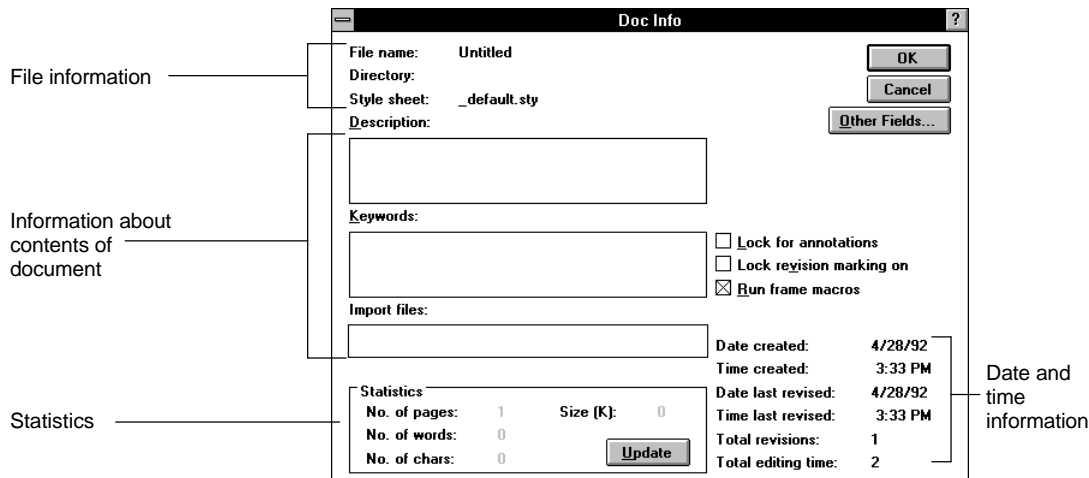 Doc Info
?
File name: Untitled
Directory:
Style sheet: _default.sty
OK
Cancel
Other Fields...
File information
Description:
Keywords:
Information about
contents of
document
Lock for annotations
Lock revision marking on
Run frame macros
Import files:
Date created: 4/28/92
Time created: 3:33 PM
Date last revised: 4/28/92
Time last revised: 3:33 PM
Total revisions: 1
Total editing time: 2
Date and
time
information
Statistics
Statistics
No. of pages: 1 Size (K): 0
No. of words: 0
No. of chars: 0
Update